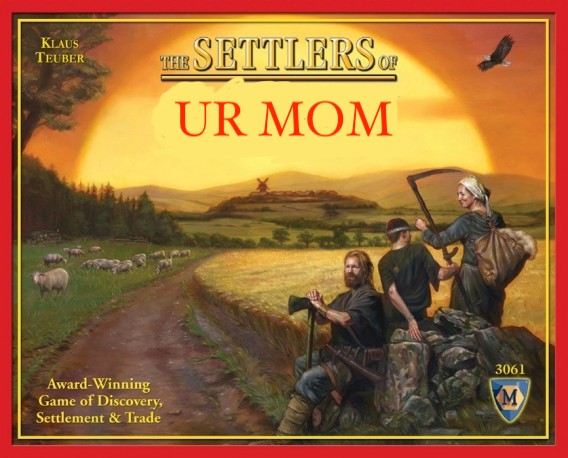 KLAUS
TEUBER
THE SETTLERS OF
UR MOM
Award-Winning
Game of Discovery,
Settlement & Trade
3061
M